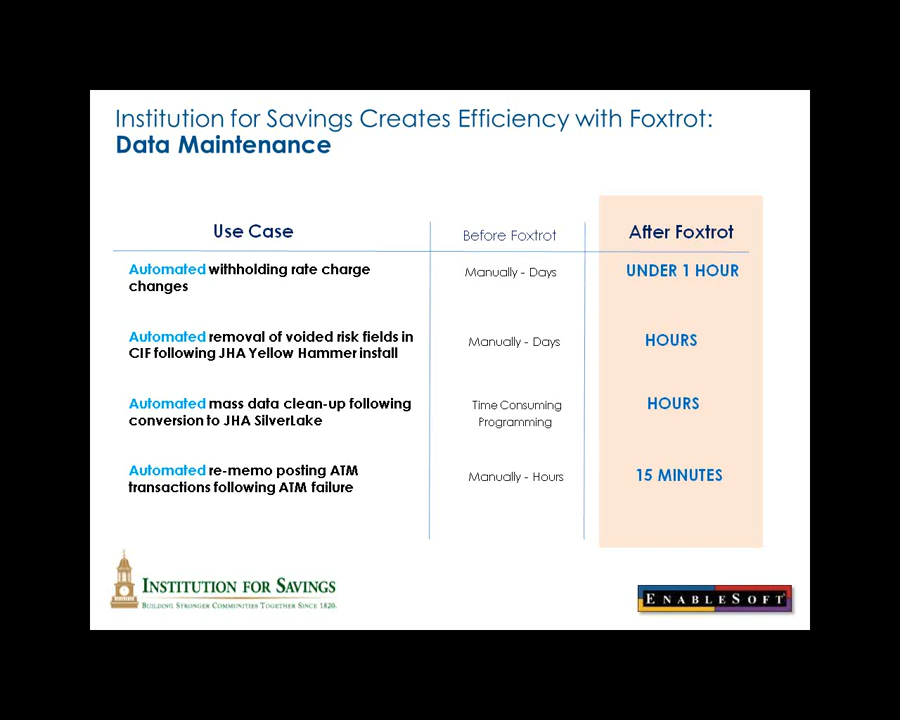 Institution for Savings Creates Efficiency with Foxtrot:
Data Maintenance
Use Case
Before Foxtrot
After Foxtrot
Automated withholding rate charge
changes
Manually - Days
UNDER 1 HOUR
Automated removal of voided risk fields in
CIF following JHA Yellow Hammer install
Manually - Days
HOURS
Automated mass data clean-up following
conversion to JHA SilverLake
Time Consuming
Programming
HOURS
Automated re-memo posting ATM
transactions following ATM failure
Manually - Hours
15 MINUTES
INSTITUTION FOR SAVINGS
BUILDING STRONGER COMMUNITIES TOGETHER SINCE 1820.
ENABLESOFT